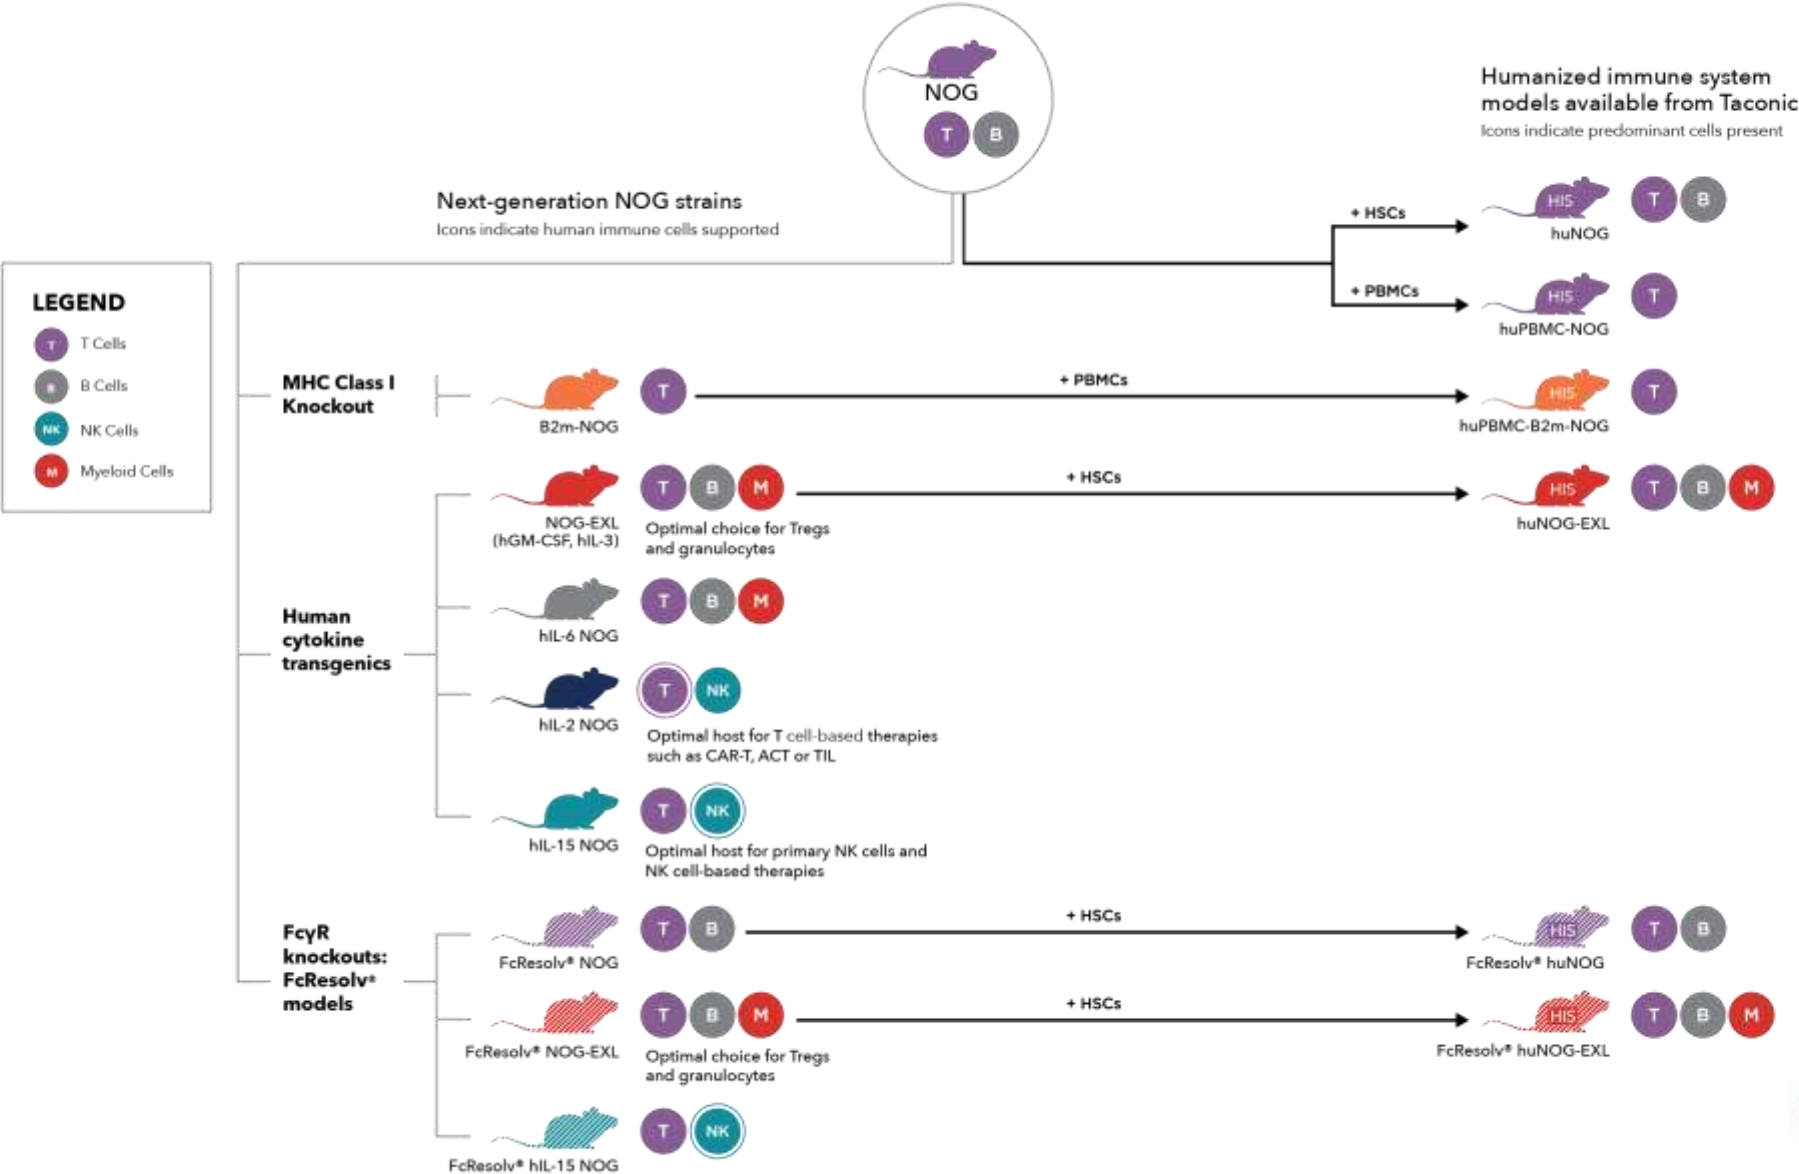 NOG
T B
Humanized immune system
models available from Taconic
Icons indicate predominant cells present
Next-generation NOG strains
Icons indicate human immune cells supported
+ HSCs
HIS T B
huNOG
+ PBMCs
HIS T
huPBMC-NOG
LEGEND
T T Cells
B B Cells
NK NK Cells
M Myeloid Cells
MHC Class I
Knockout
T
B2m-NOG
+ PBMCs
HIS T
huPBMC-B2m-NOG
Human
cytokine
transgenics
T B M
NOG-EXL
(hGM-CSF, hIL-3)
Optimal choice for Tregs
and granulocytes
+ HSCs
HIS T B M
huNOG-EXL
T B M
hIL-6 NOG
T NK
hIL-2 NOG
Optimal host for T cell-based therapies
such as CAR-T, ACT or TIL
T NK
hIL-15 NOG
Optimal host for primary NK cells and
NK cell-based therapies
FcγR
knockouts:
FcResolv®
models
T B
FcResolv® NOG
+ HSCs
HIS T B
FcResolv® huNOG
T B M
FcResolv® NOG-EXL
Optimal choice for Tregs
and granulocytes
+ HSCs
HIS T B M
FcResolv® huNOG-EXL
T NK
FcResolv® hIL-15 NOG